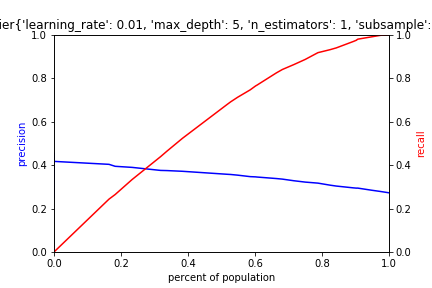 ier{'learning_rate': 0.01, 'max_depth': 5, 'n_estimators': 1, 'subsample':
1.0 1.0
0.8 0.8
0.6 0.6
precision recall
0.4 0.4
0.2 0.2
0.0 0.0
0.0 0.2 0.4 0.6 0.8 1.0
percent of population